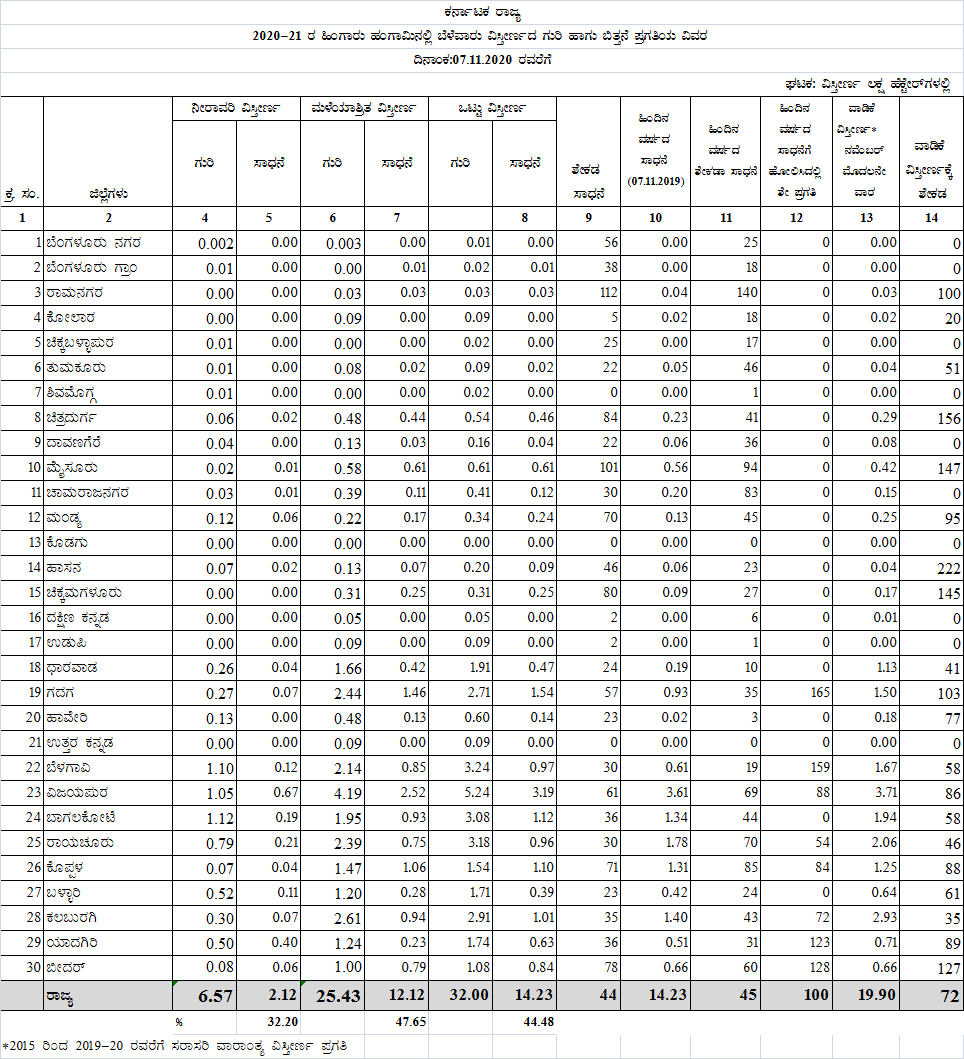 ಕರ್ನಾಟಕ ರಾಜ್ಯ
2020–21 ರ ಹಿಂಗಾರು ಹಂಗಾಮಿನಲ್ಲಿ ಬೆಳೆವಾರು ವಿಸ್ತೀರ್ಣದ ಗುರಿ ಹಾಗು ಬಿತ್ತನೆ ಪ್ರಗತಿಯ ವಿವರ
ದಿನಾಂಕ:07.11.2020 ರವರೆಗೆ
ಘಟಕ: ವಿಸ್ತೀರ್ಣ ಲಕ್ಷ ಹೆಕ್ಟೇರ್‌ಗಳಲ್ಲಿ
ಕ್ರ. ಸಂ. ಜಿಲ್ಲೆಗಳು ನೀರಾವರಿ ವಿಸ್ತೀರ್ಣ ಮಳೆಯಾಶ್ರಿತ ವಿಸ್ತೀರ್ಣ ಒಟ್ಟು ವಿಸ್ತೀರ್ಣ ಶೇಕಡ ಸಾಧನೆ ಹಿಂದಿನ ವರ್ಷದ ಸಾಧನೆ (07.11.2019) ಹಿಂದಿನ ವರ್ಷದ ಶೇಕಡಾ ಸಾಧನೆ ಹಿಂದಿನ ವರ್ಷದ ಸಾಧನೆಗೆ ಹೋಲಿಸಿದಲ್ಲಿ ಶೇ ಪ್ರಗತಿ ವಾಡಿಕೆ ವಿಸ್ತೀರ್ಣ* ನವೆಂಬರ್ ಮೊದಲನೇ ವಾರ ವಾಡಿಕೆ ವಿಸ್ತೀರ್ಣಕ್ಕೆ ಶೇಕಡ
ಗುರಿ ಸಾಧನೆ ಗುರಿ ಸಾಧನೆ ಗುರಿ ಸಾಧನೆ
1 2 4 5 6 7 8 9 10 11 12 13 14
1 ಬೆಂಗಳೂರು ನಗರ 0.002 0.00 0.003 0.00 0.01 0.00 56 0.00 25 0 0.00 0
2 ಬೆಂಗಳೂರು ಗ್ರಾಂ 0.01 0.00 0.00 0.01 0.02 0.01 38 0.00 18 0 0.00 0
3 ರಾಮನಗರ 0.00 0.00 0.03 0.03 0.03 0.03 112 0.04 140 0 0.03 100
4 ಕೋಲಾರ 0.00 0.00 0.09 0.00 0.09 0.00 5 0.02 18 0 0.02 20
5 ಚಿಕ್ಕಬಳ್ಳಾಪುರ 0.01 0.00 0.00 0.00 0.02 0.00 25 0.00 17 0 0.00 0
6 ತುಮಕೂರು 0.01 0.00 0.08 0.02 0.09 0.02 22 0.05 46 0 0.04 51
7 ಶಿವಮೊಗ್ಗ 0.01 0.00 0.00 0.00 0.02 0.00 0 0.00 1 0 0.00 0
8 ಚಿತ್ರದುರ್ಗ 0.06 0.02 0.48 0.44 0.54 0.46 84 0.23 41 0 0.29 156
9 ದಾವಣಗೆರೆ 0.04 0.00 0.13 0.03 0.16 0.04 22 0.06 36 0 0.08 0
10 ಮೈಸೂರು 0.02 0.01 0.58 0.61 0.61 0.61 101 0.56 94 0 0.42 147
11 ಚಾಮರಾಜನಗರ 0.03 0.01 0.39 0.11 0.41 0.12 30 0.20 83 0 0.15 0
12 ಮಂಡ್ಯ 0.12 0.06 0.22 0.17 0.34 0.24 70 0.13 45 0 0.25 95
13 ಕೊಡಗು 0.00 0.00 0.00 0.00 0.00 0.00 0 0.00 0 0 0.00 0
14 ಹಾಸನ 0.07 0.02 0.13 0.07 0.20 0.09 46 0.06 23 0 0.04 222
15 ಚಿಕ್ಕಮಗಳೂರು 0.00 0.00 0.31 0.25 0.31 0.25 80 0.09 27 0 0.17 145
16 ದಕ್ಷಿಣ ಕನ್ನಡ 0.00 0.00 0.05 0.00 0.05 0.00 2 0.00 6 0 0.01 0
17 ಉಡುಪಿ 0.00 0.00 0.09 0.00 0.09 0.00 2 0.00 1 0 0.00 0
18 ಧಾರವಾಡ 0.26 0.04 1.66 0.42 1.91 0.47 24 0.19 10 0 1.13 41
19 ಗದಗ 0.27 0.07 2.44 1.46 2.71 1.54 57 0.93 35 165 1.50 103
20 ಹಾವೇರಿ 0.13 0.00 0.48 0.13 0.60 0.14 23 0.02 3 0 0.18 77
21 ಉತ್ತರ ಕನ್ನಡ 0.00 0.00 0.09 0.00 0.09 0.00 0 0.00 0 0 0.00 0
22 ಬೆಳಗಾವಿ 1.10 0.12 2.14 0.85 3.24 0.97 30 0.61 19 159 1.67 58
23 ವಿಜಯಪುರ 1.05 0.67 4.19 2.52 5.24 3.19 61 3.61 69 88 3.71 86
24 ಬಾಗಲಕೋಟೆ 1.12 0.19 1.95 0.93 3.08 1.12 36 1.34 44 0 1.94 58
25 ರಾಯಚೂರು 0.79 0.21 2.39 0.75 3.18 0.96 30 1.78 70 54 2.06 46
26 ಕೊಪ್ಪಳ 0.07 0.04 1.47 1.06 1.54 1.10 71 1.31 85 84 1.25 88
27 ಬಳ್ಳಾರಿ 0.52 0.11 1.20 0.28 1.71 0.39 23 0.42 24 0 0.64 61
28 ಕಲಬುರಗಿ 0.30 0.07 2.61 0.94 2.91 1.01 35 1.40 43 72 2.93 35
29 ಯಾದಗಿರಿ 0.50 0.40 1.24 0.23 1.74 0.63 36 0.51 31 123 0.71 89
30 ಬೀದರ್ 0.08 0.06 1.00 0.79 1.08 0.84 78 0.66 60 128 0.66 127
ರಾಜ್ಯ 6.57 2.12 25.43 12.12 32.00 14.23 44 14.23 45 100 19.90 72
% 32.20 47.65 44.48
*2015 ರಿಂದ 2019–20 ರವರೆಗೆ ಸರಾಸರಿ ವಾರಾಂತ್ಯ ವಿಸ್ತೀರ್ಣ ಪ್ರಗತಿ